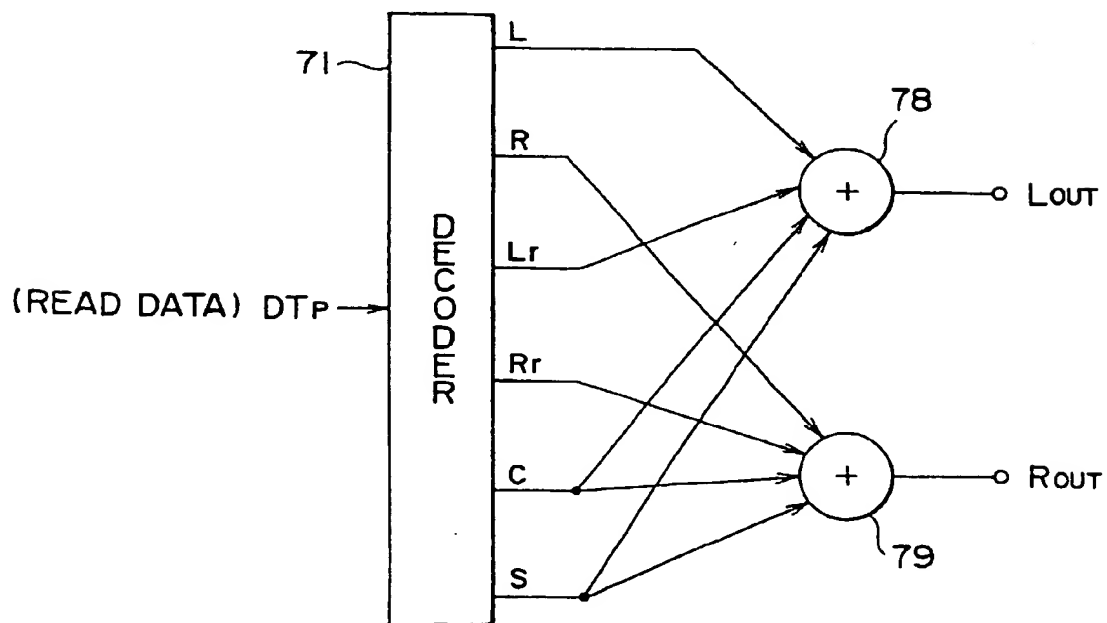 71
L
R
Lr
Rr
C
S
DECODER
(READ DATA) DTP
78
+
LOUT
+
ROUT
79